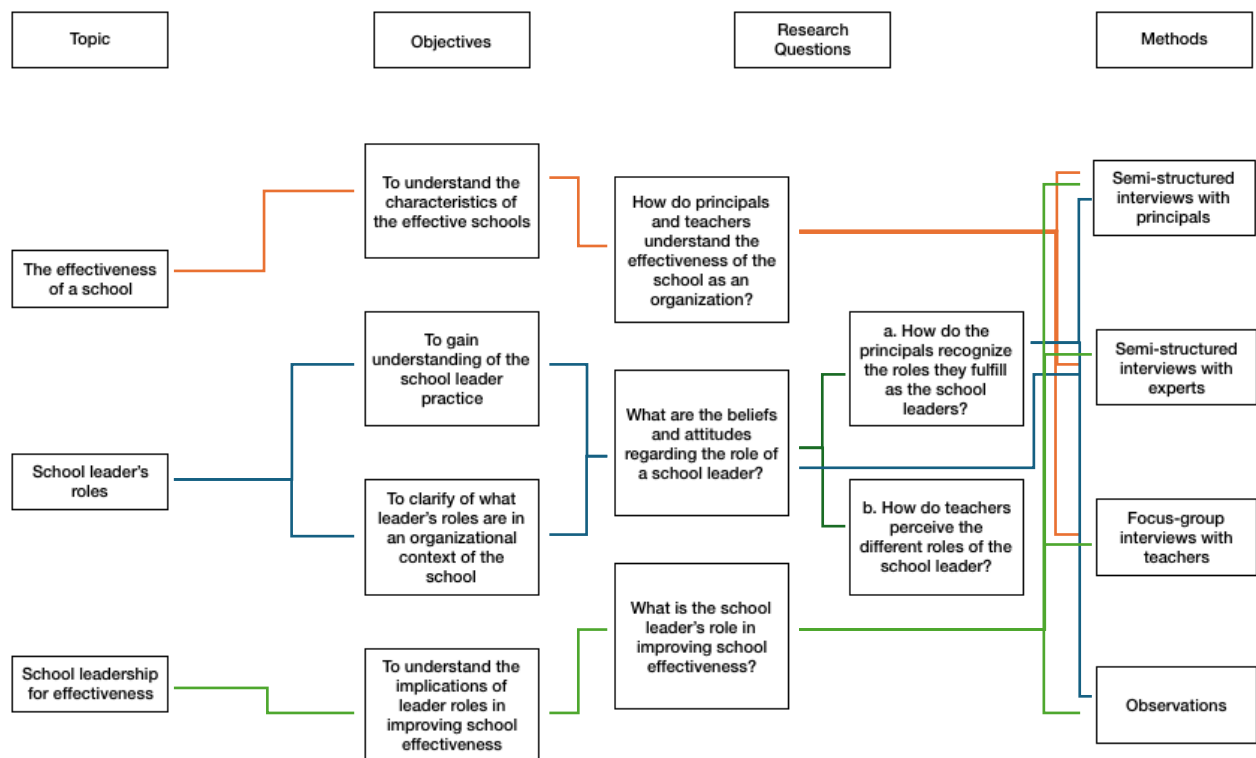 Topic
Objectives
Research
Questions
Methods
The effectiveness
of a school
School leader's
roles
School leadership
for effectiveness
To understand the
characteristics of
the effective schools
To gain
understanding of the
school leader
practice
To clarify of what
leader's roles are in
an organizational
context of the
school
To understand the
implications of
leader roles in
improving school
effectiveness
How do principals
and teachers
understand the
effectiveness of the
school as an
organization?
What are the beliefs
and attitudes
regarding the role of
a school leader?
What is the school
leader's role in
improving school
effectiveness?
a. How do the
principals recognize
the roles they fulfill
as the school
leaders?
b. How do teachers
perceive the
different roles of the
school leader?
Semi-structured
interviews with
principals
Semi-structured
interviews with
experts
Focus-group
interviews with
teachers
Observations